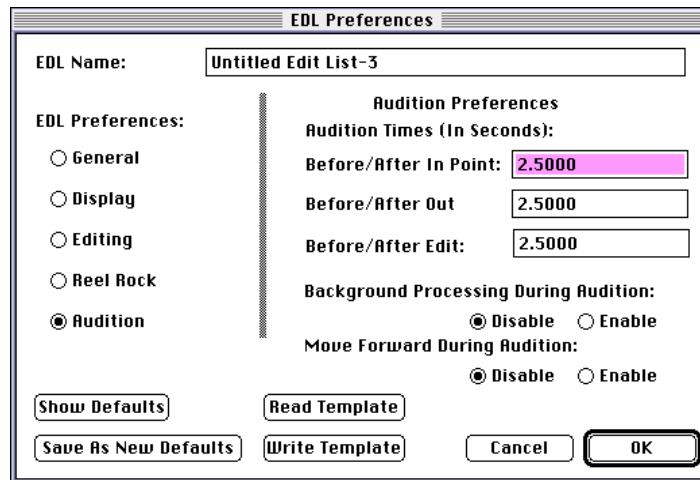 EDL Preferences
EDL Name: Untitled Edit List-3
EDL Preferences:
General
Display
Editing
Reel Rock
Audition
Audition Preferences
Audition Times (In Seconds):
Before/After In Point: 2.5000
Before/After Out 2.5000
Before/After Edit: 2.5000
Background Processing During Audition:
Disable Enable
Move Forward During Audition:
Disable Enable
Show Defaults Read Template
Save As New Defaults Write Template Cancel OK